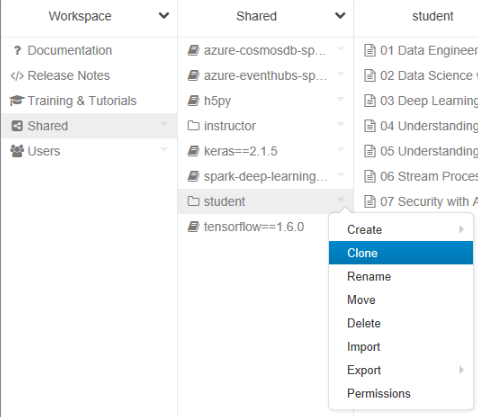 Workspace
? Documentation
</> Release Notes
Training & Tutorials
Shared
Users
Shared
azure-cosmosdb-sp...
azure-eventhubs-sp...
h5py
instructor
keras==2.1.5
spark-deep-learning...
student
tensorflow==1.6.0
student
01 Data Engineer
02 Data Science
03 Deep Learning
04 Understanding
05 Understanding
06 Stream Proces
07 Security with A
Create
Clone
Rename
Move
Delete
Import
Export
Permissions